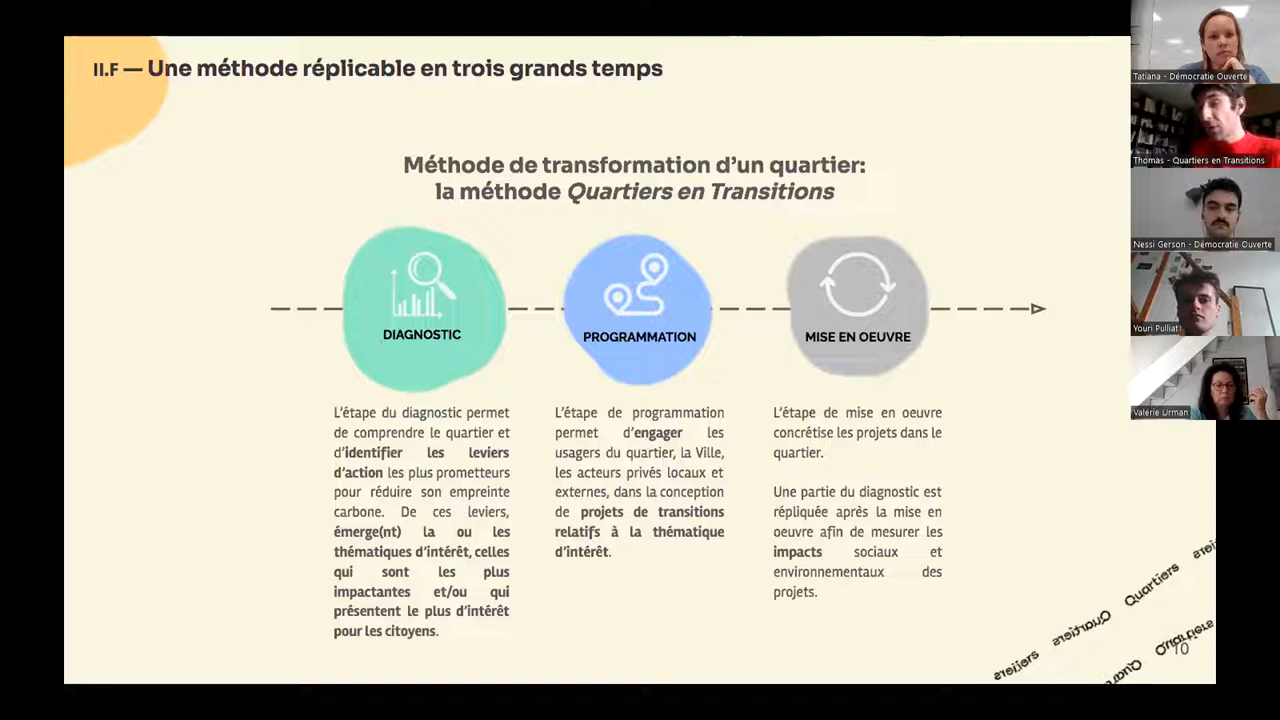 II.F — Une méthode réplicable en trois grands temps
Méthode de transformation d'un quartier:
la méthode Quartiers en Transitions
DIAGNOSTIC
PROGRAMMATION
MISE EN OEUVRE
L'étape du diagnostic permet
de comprendre le quartier et
d'identifier les leviers
d'action les plus prometteurs
pour réduire son empreinte
carbone. De ces leviers,
émerge(nt) la ou les
thématiques d'intérêt, celles
qui sont les plus
impactantes et/ou qui
présentent le plus d'intérêt
pour les citoyens.
L'étape de programmation
permet d'engager les
usagers du quartier, la Ville,
les acteurs privés locaux et
externes, dans la conception
de projets de transitions
relatifs à la thématique
d'intérêt.
L'étape de mise en oeuvre
concrétise les projets dans le
quartier.
Une partie du diagnostic est
répliquée après la mise en
oeuvre afin de mesurer les
impacts sociaux et
environnementaux des
projets.
Quartiers
Quartiers
10
Tatiana - Démocratie Ouverte
Thomas - Quartiers en Transitions
Nessi Gerson - Démocratie Ouverte
Youri Pulliat
Valérie Urman